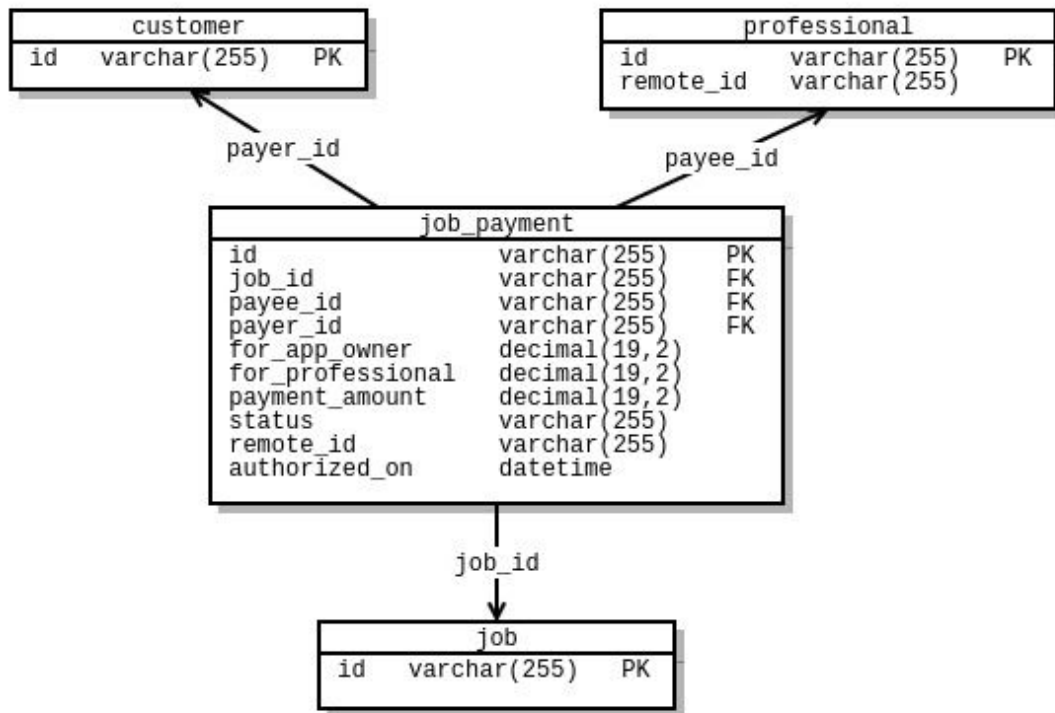 customer
id varchar(255) PK
professional
id varchar(255) PK
remote_id varchar(255)
payer_id
payee_id
job_payment
id varchar(255) PK
job_id varchar(255) FK
payee_id varchar(255) FK
payer_id varchar(255) FK
for_app_owner decimal(19,2)
for_professional decimal(19,2)
payment_amount decimal(19,2)
status varchar(255)
remote_id varchar(255)
authorized_on datetime
job_id
job
id varchar(255) PK